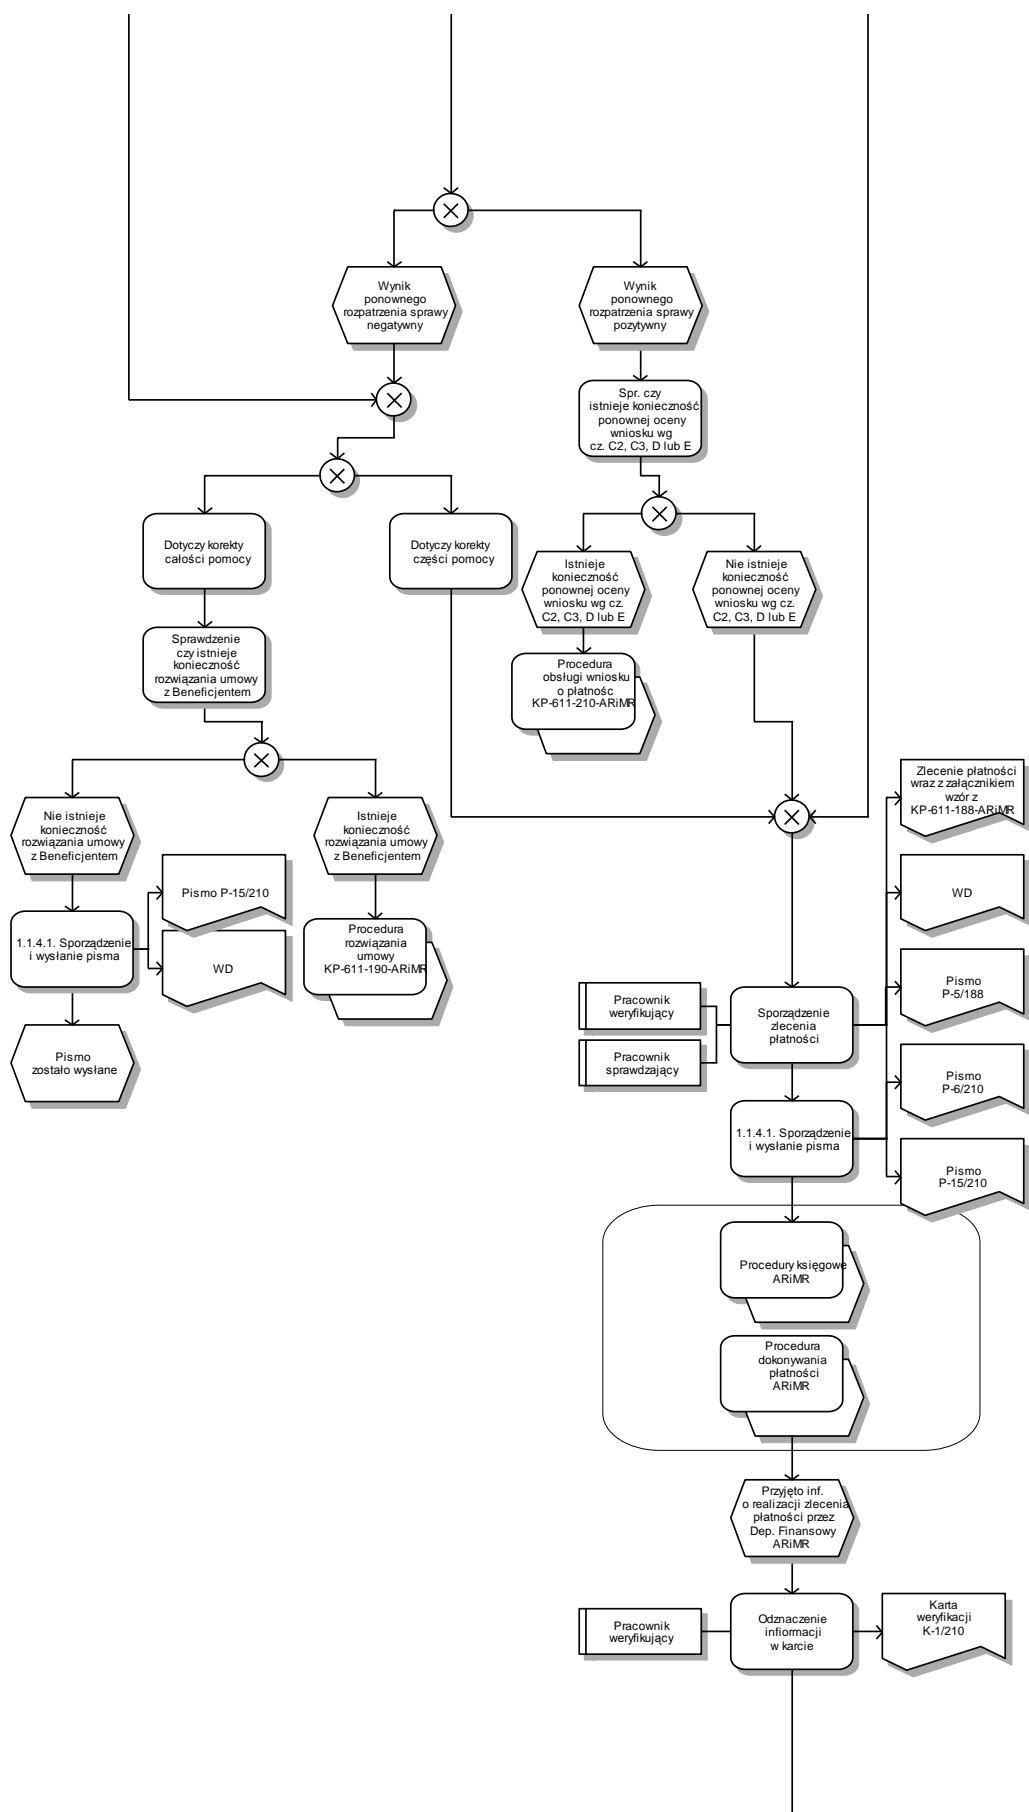 Wynik
ponownego
rozpatrzenia sprawy
negatywny
Wynik
ponownego
rozpatrzenia sprawy
pozytywny
Spr. czy
istnieje konieczność
ponownej oceny
wniosku wg
cz. C2, C3, D lub E
Dotyczy korekty
całości pomocy
Dotyczy korekty
części pomocy
Istnieje
konieczność
ponownej oceny
wniosku wg cz.
C2, C3, D lub E
Nie istnieje
konieczność
ponownej oceny
wniosku wg cz.
C2, C3, D lub E
Sprawdzenie
czy istnieje
konieczność
rozwiązania umowy
z Beneficjentem
Procedura
obsługi wniosku
o płatnośc
KP-611-210-ARiMR
Nie istnieje
konieczność
rozwiązania umowy
z Beneficjentem
Istnieje
konieczność
rozwiązania umowy
z Beneficjentem
Zlecenie płatności
wraz z załącznikiem
wzór z
KP-611-188-ARiMR
Pismo P-15/210
WD
WD
1.1.4.1. Sporządzenie
i wysłanie pisma
Procedura
rozwiązania
umowy
KP-611-190-ARiMR
Pismo
P-5/188
Pracownik
weryfikujący
Pracownik
sprawdzający
Sporządzenie
zlecenia
płatności
Pismo
zostało wysłane
Pismo
P-6/210
1.1.4.1. Sporządzenie
i wysłanie pisma
Pismo
P-15/210
Procedury księgowe
ARiMR
Procedura
dokonywania
płatności
ARiMR
Przyjęto inf.
o realizacji zlecenia
płatności przez
Dep. Finansowy
ARiMR
Pracownik
weryfikujący
Odznaczenie
infiormacji
w karcie
Karta
weryfikacji
K-1/210